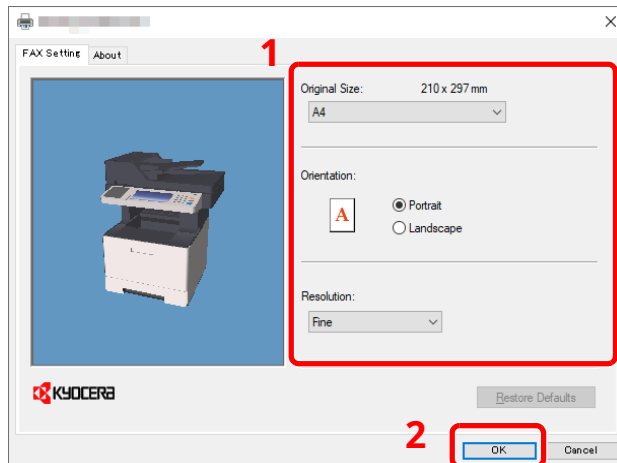 FAX Setting About
1
Original Size: 210 x 297 mm
A4
Orientation:
A
Portrait
Landscape
Resolution:
Fine
KYOCERA
Restore Defaults
2
OK Cancel